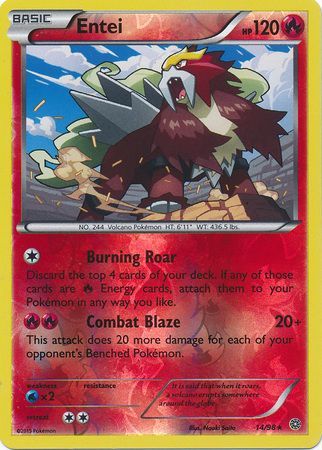 BASIC
Entei
HP 120
NO. 244 Volcano Pokémon HT: 6'11" WT: 436.5 lbs.
Burning Roar
Discard the top 4 cards of your deck. If any of those
cards are Energy cards, attach them to your
Pokémon in any way you like.
Combat Blaze 20+
This attack does 20 more damage for each of your
opponent's Benched Pokémon.
weakness resistance
×2
retreat
It is said that when it roars,
a volcano erupts somewhere
around the globe.
©2015 Pokémon
Illus. Naoki Saito
14/98